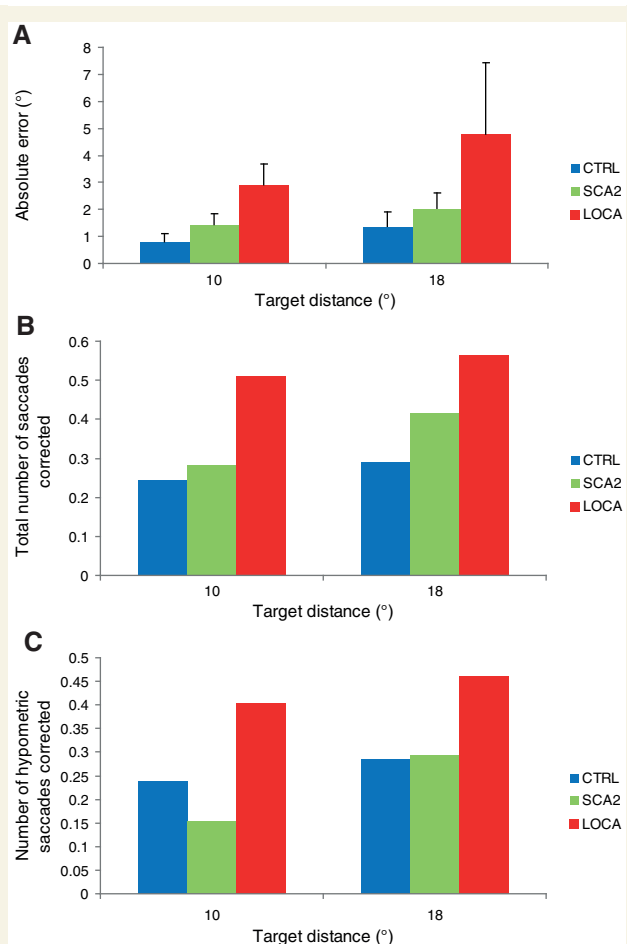 A
Absolute error (°)
8
7
6
5
4
3
2
1
0
10
18
Target distance (°)
CTRL
SCA2
LOCA
B
Total number of saccades
corrected
0.6
0.5
0.4
0.3
0.2
0.1
0
10
18
Target distance (°)
CTRL
SCA2
LOCA
C
Number of hypometric
saccades corrected
0.5
0.45
0.4
0.35
0.3
0.25
0.2
0.15
0.1
0.05
0
10
18
Target distance (°)
CTRL
SCA2
LOCA